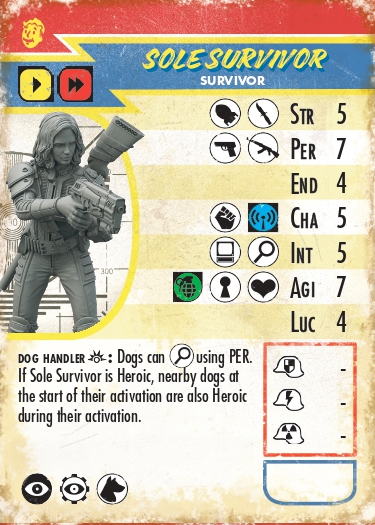 SOLE SURVIVOR
SURVIVOR
STR 5
PER 7
END 4
CHA 5
INT 5
AGI 7
LUC 4
300
DOG HANDLER : Dogs can using PER.
If Sole Survivor is Heroic, nearby dogs at
the start of their activation are also Heroic
during their activation.
-
-
-